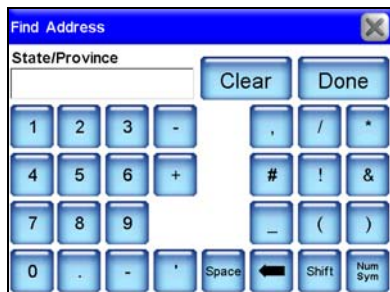 Find Address
State/Province
Clear Done
1 2 3 - , / *
4 5 6 + # ! &
7 8 9 _ ( )
0 . - ' Space Shift Num Sym